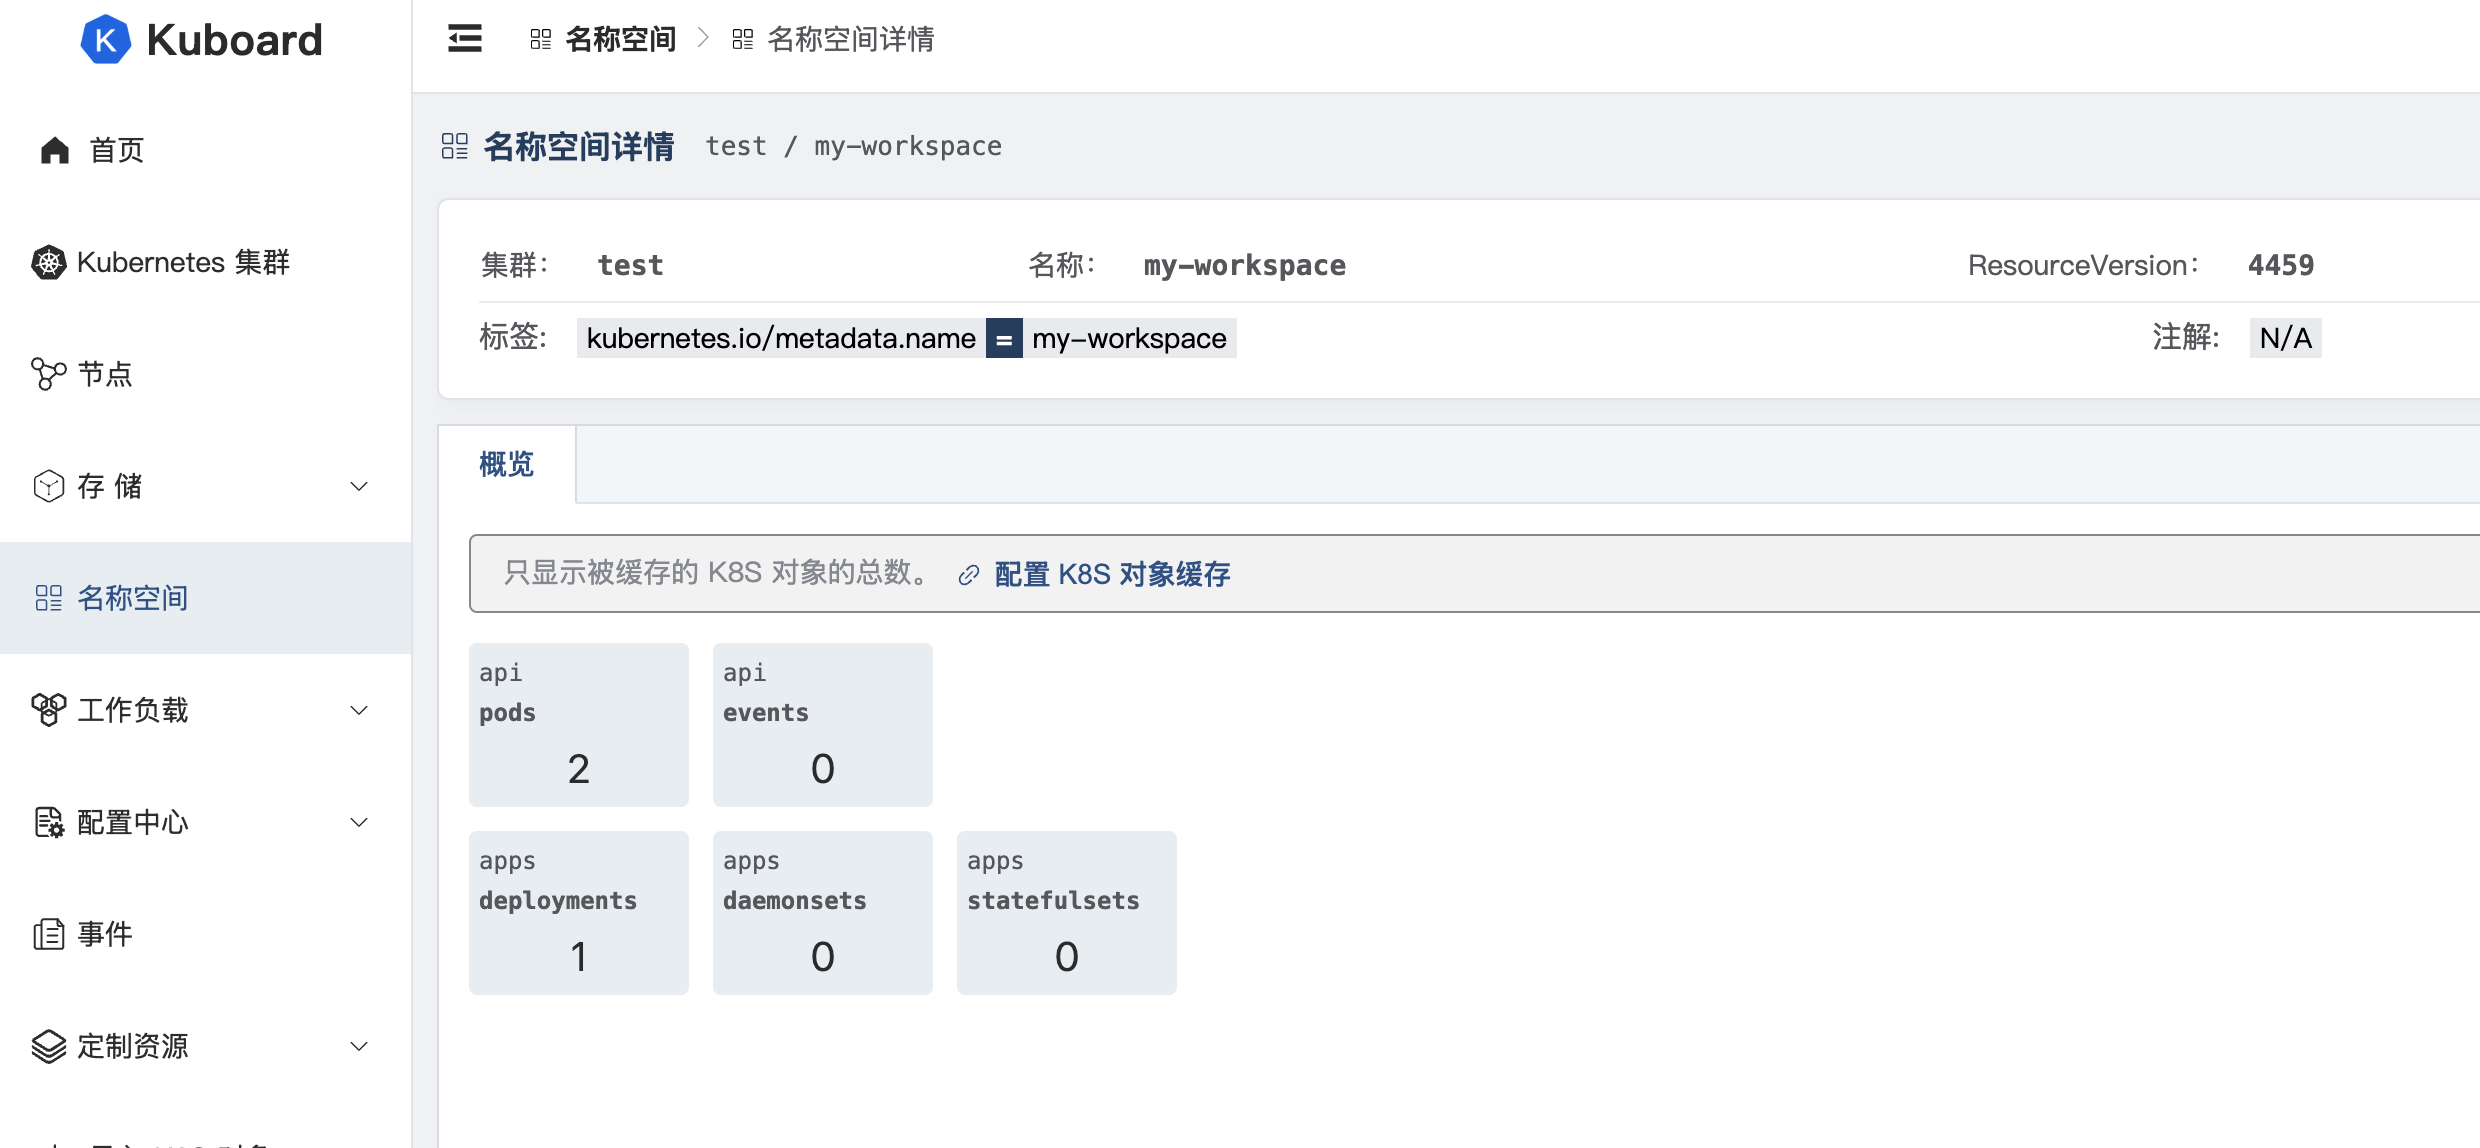 Kuboard
名称空间 > 名称空间详情
首页
Kubernetes 集群
节点
存 储
名称空间
工作负载
配置中心
事件
定制资源
名称空间详情 test / my-workspace
集群: test 名称: my-workspace ResourceVersion: 4459
标签: kubernetes.io/metadata.name = my-workspace 注解: N/A
概览
只显示被缓存的 K8S 对象的总数。 配置 K8S 对象缓存
api
pods
2
api
events
0
apps
deployments
1
apps
daemonsets
0
apps
statefulsets
0